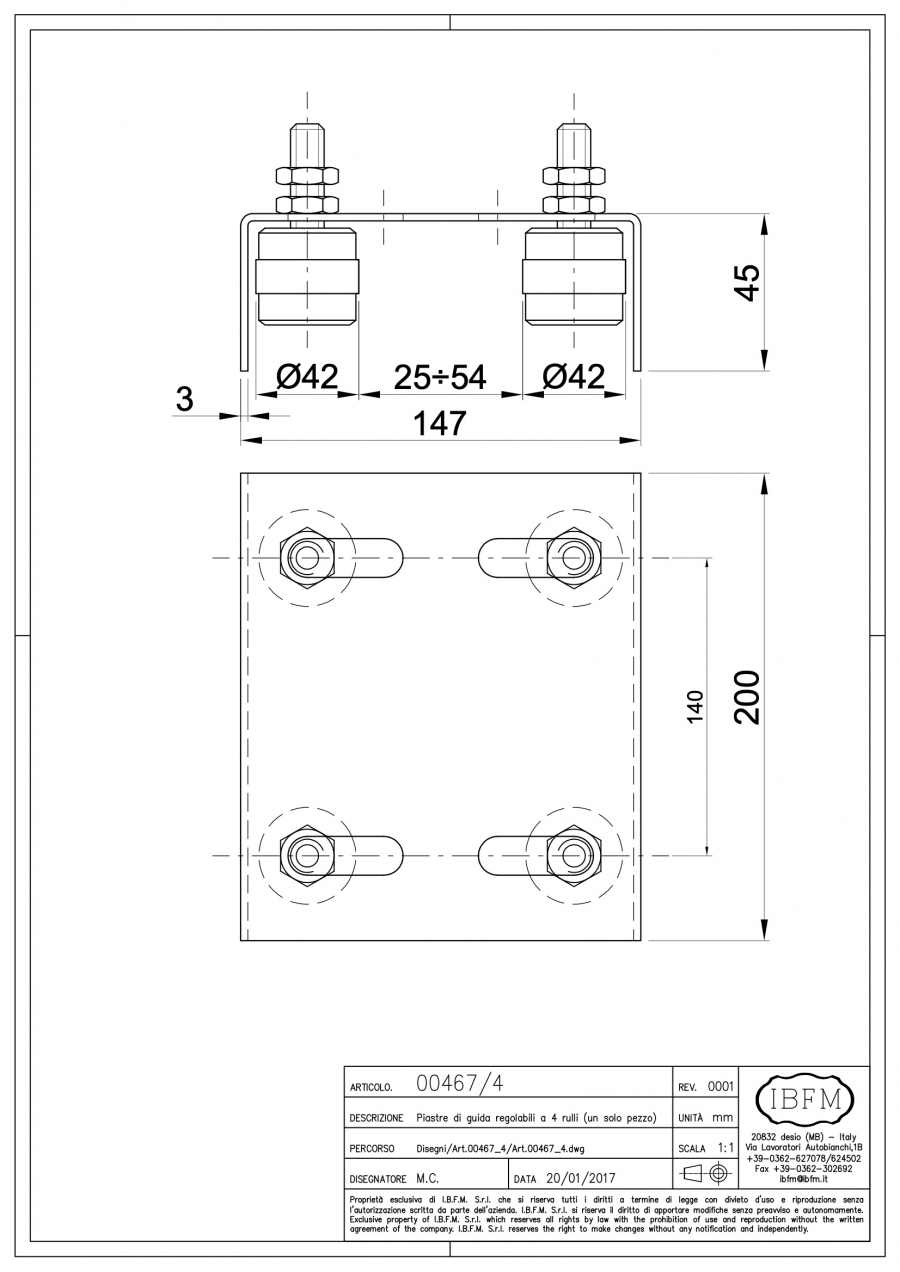 45
Ø42
25÷54
Ø42
3
147
140
200
ARTICOLO. 00467/4
REV. 0001
DESCRIZIONE Piastre di guida regolabili a 4 rulli (un solo pezzo)
UNITÀ mm
PERCORSO Disegni/Art.00467_4/Art.00467_4.dwg
SCALA 1:1
DISEGNATORE M.C.
DATA 20/01/2017
IBFM
20832 desio (MB) – Italy
Via Lavoratori Autobianchi,1B
+39-0362-627078/624502
Fax +39-0362-302692
ibfm@ibfm.it
Proprietà esclusiva di I.B.F.M. S.r.l. che si riserva tutti i diritti a termine di legge con divieto d'uso e riproduzione senza
l'autorizzazione scritta da parte dell'azienda. I.B.F.M. S.r.l. si riserva il diritto di apportare modifiche senza preavviso e autonomamente.
Exclusive property of I.B.F.M. S.r.l. which reserves all rights by law with the prohibition of use and reproduction without the written
agreement of the company. I.B.F.M. S.r.l. reserves the right to make changes without any notification and independently.